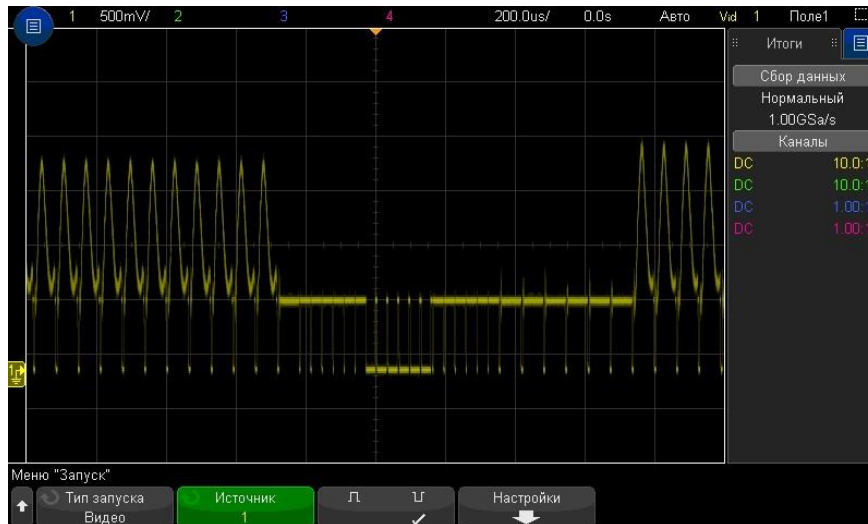 1 500mV/ 2 3 4 200.0us/ 0.0s Авто Vid 1 Поле1
Итоги
Сбор данных
Нормальный
1.00GSa/s
Каналы
DC 10.0:1
DC 10.0:1
DC 1.00:1
DC 1.00:1
1
Меню "Запуск"
Тип запуска Источник Настройки
Видео 1